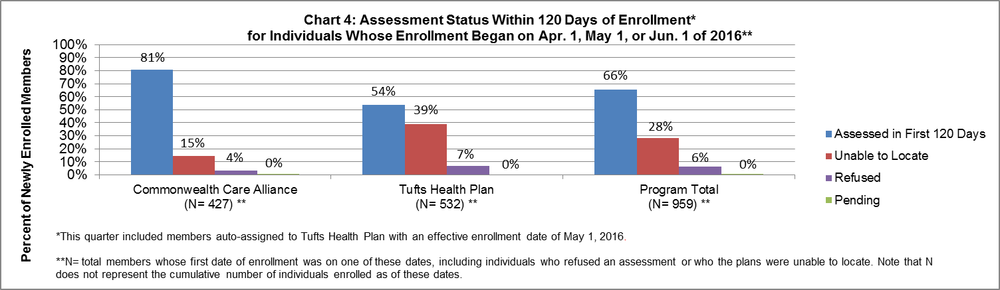 Chart 4: Assessment Status Within 120 Days of Enrollment*
for Individuals Whose Enrollment Began on Apr. 1, May 1, or Jun. 1 of 2016**
Percent of Newly Enrolled Members
100%
90%
80%
70%
60%
50%
40%
30%
20%
10%
0%
81%
15%
4%
0%
54%
39%
7%
0%
66%
28%
6%
0%
Commonwealth Care Alliance
(N= 427) **
Tufts Health Plan
(N= 532) **
Program Total
(N= 959) **
Assessed in First 120 Days
Unable to Locate
Refused
Pending
*This quarter included members auto-assigned to Tufts Health Plan with an effective enrollment date of May 1, 2016.
**N= total members whose first date of enrollment was on one of these dates, including individuals who refused an assessment or who the plans were unable to locate. Note that N
does not represent the cumulative number of individuals enrolled as of these dates.